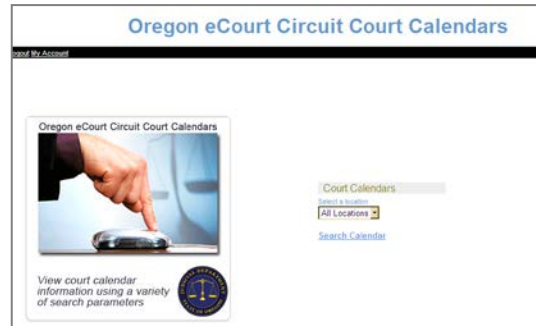 Oregon eCourt Circuit Court Calendars
ogout My Account
Oregon eCourt Circuit Court Calendars
Court Calendars
Select a location
All Locations
Search Calendar
View court calendar
information using a variety
of search parameters